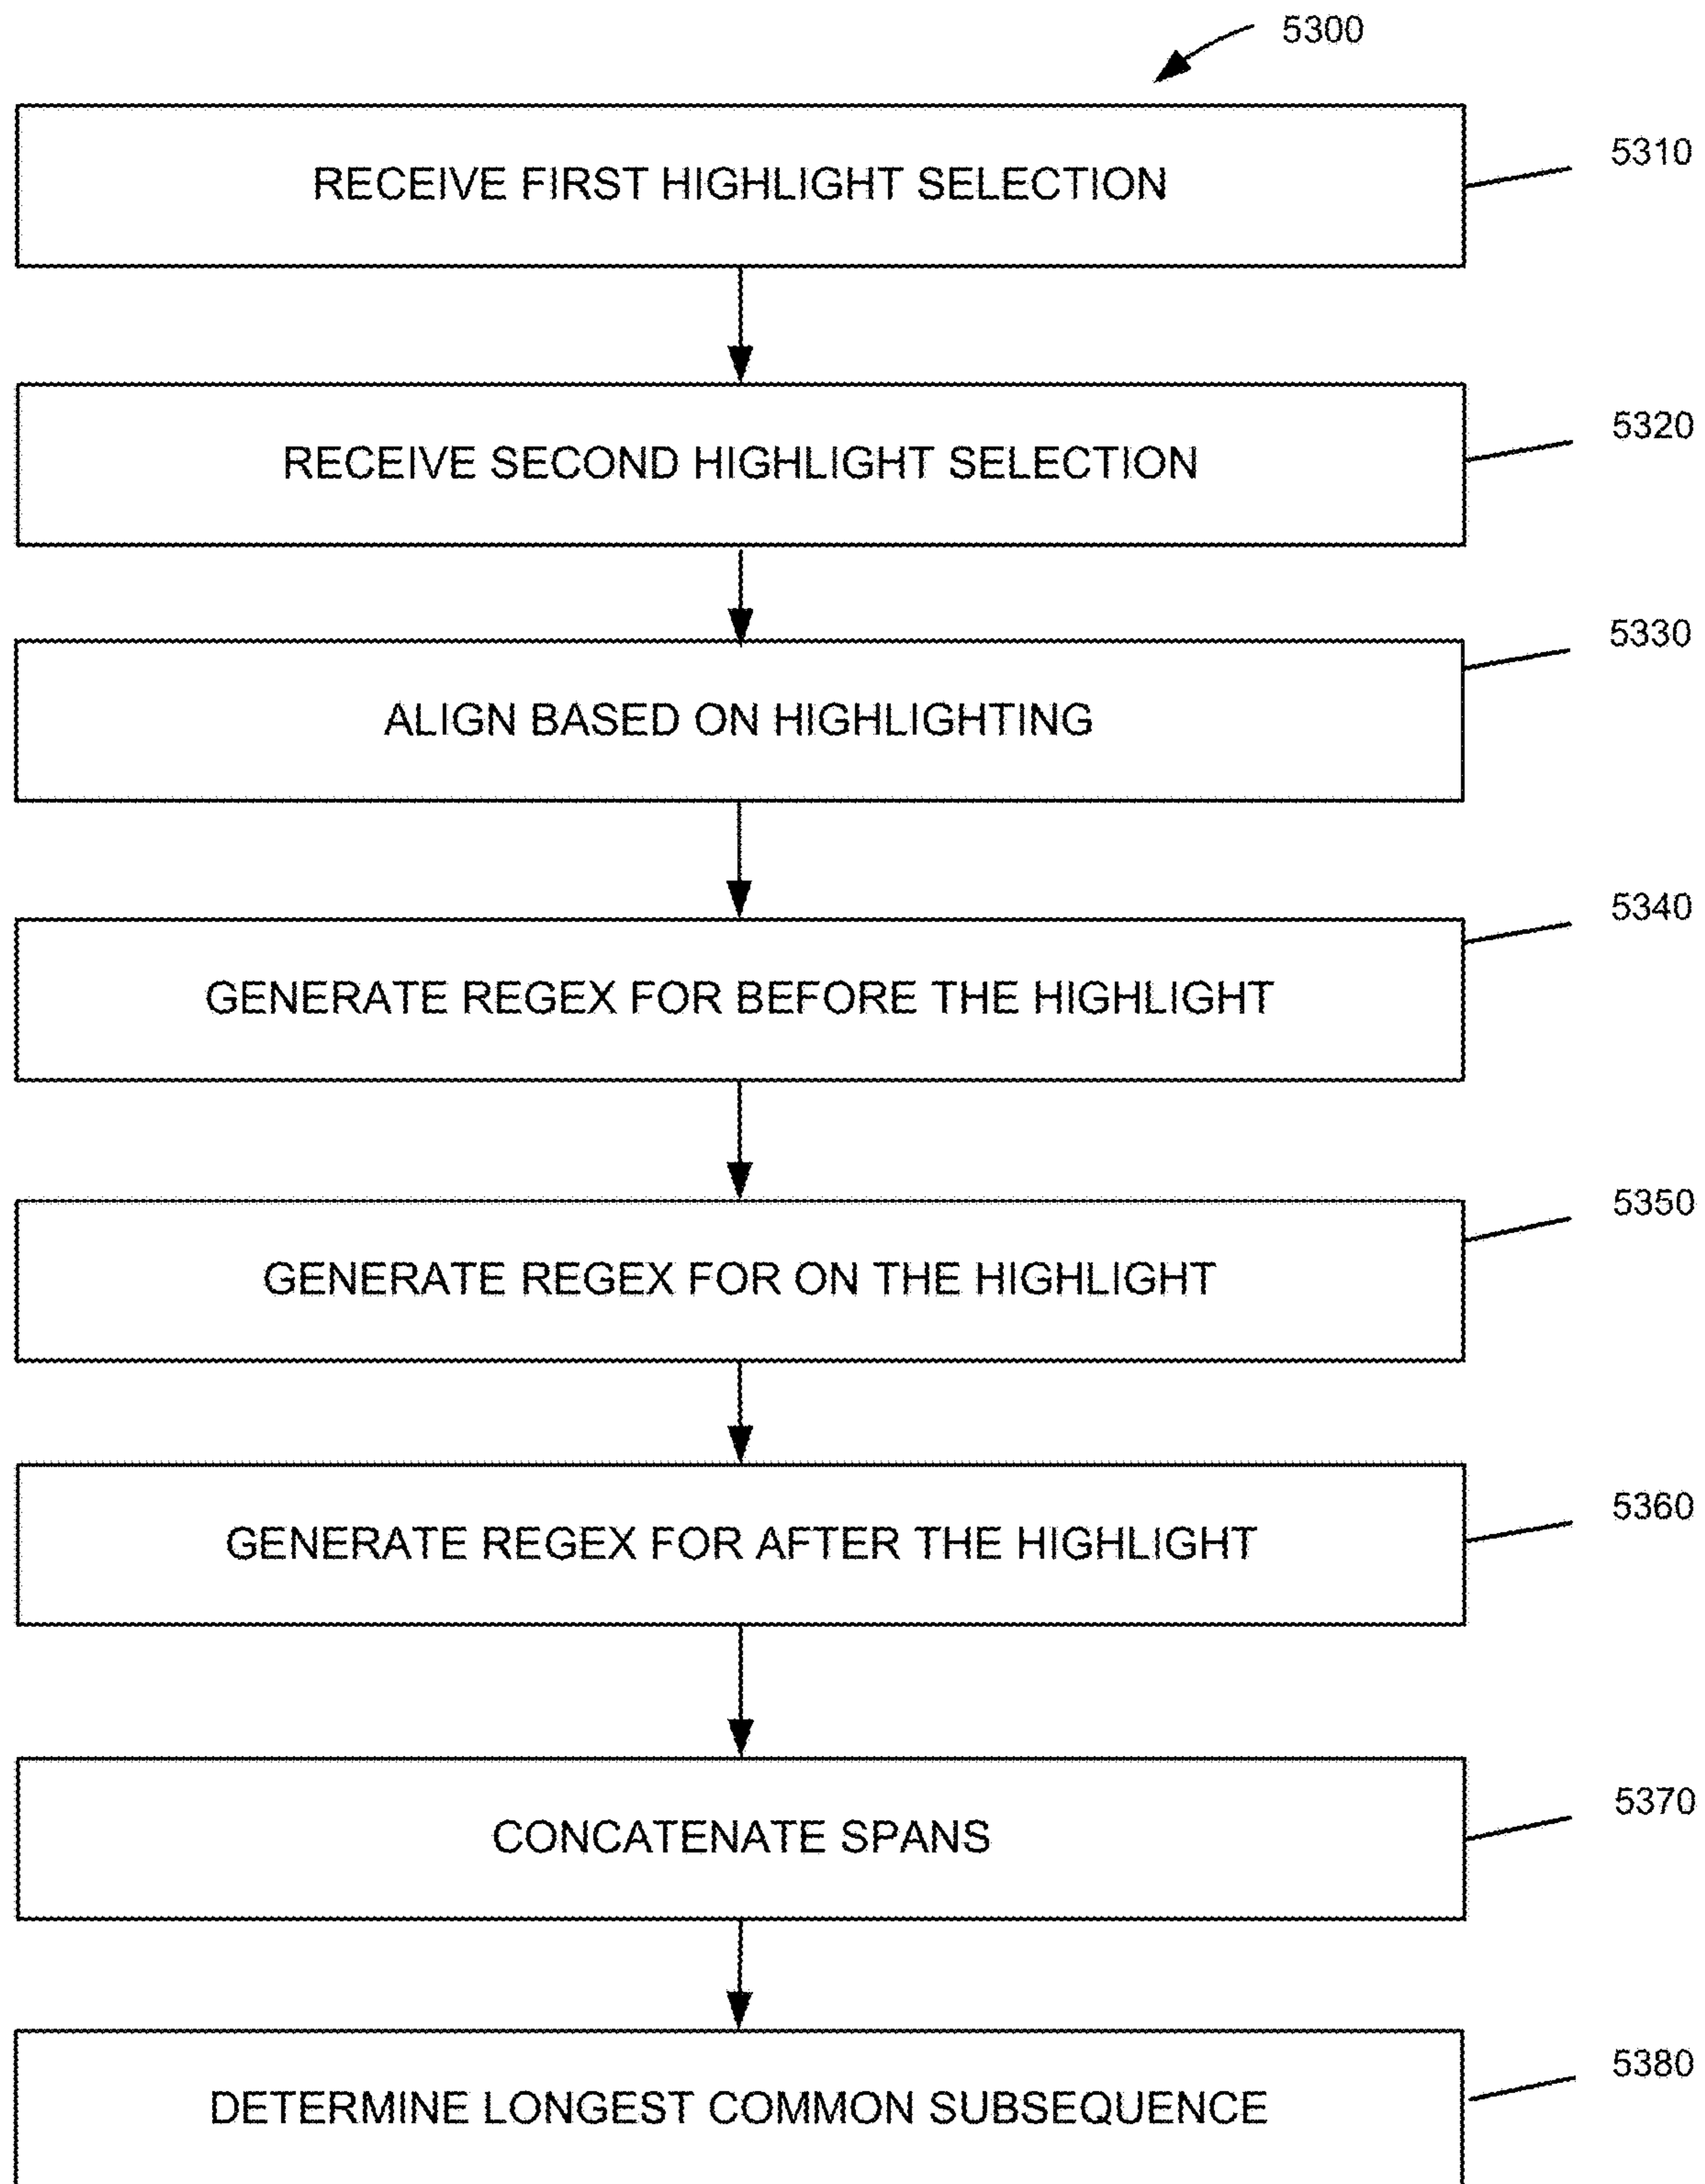 5300
RECEIVE FIRST HIGHLIGHT SELECTION
5310
RECEIVE SECOND HIGHLIGHT SELECTION
5320
ALIGN BASED ON HIGHLIGHTING
5330
GENERATE REGEX FOR BEFORE THE HIGHLIGHT
5340
GENERATE REGEX FOR ON THE HIGHLIGHT
5350
GENERATE REGEX FOR AFTER THE HIGHLIGHT
5360
CONCATENATE SPANS
5370
DETERMINE LONGEST COMMON SUBSEQUENCE
5380